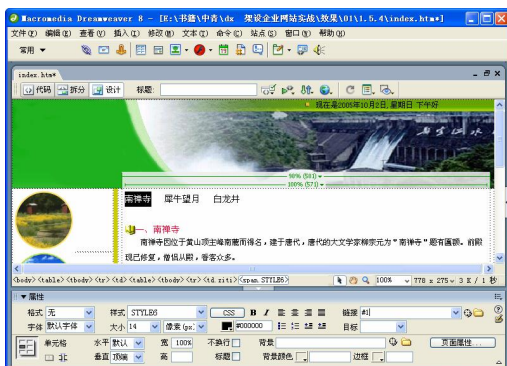 Macromedia Dreamweaver 8 - [E:\书籍\中青\dx 架设企业网站实战\效果\01\1.5.4\index.htm*]
文件(F) 编辑(E) 查看(V) 插入(I) 修改(M) 文本(T) 命令(C) 站点(S) 窗口(W) 帮助(H)
常用
index.htm*
代码 拆分 设计 标题:
现在是2005年10月2日,星期日 下午好
90% (501)
100% (571)
南禅寺 犀牛望月 白龙井
一、南禅寺
南禅寺因位于黄山顶主峰南麓而得名,建于唐代,唐代的大文学家柳宗元为"南禅寺"题有匾额。前殿
现已修复,僧侣从殿,香客众多。
<body><table><tbody><tr><td><table><tbody><tr><td.ziti><span.STYLE6> 100% 778 x 275 3 K / 1 秒
属性
格式 无 样式 STYLE6 CSS B I 链接 #1
字体 默认字体 大小 14 像素(px) #000000 目标
单元格 水平 默认 宽 100% 不换行 背景 页面属性...
垂直 顶端 高 标题 背景颜色 边框